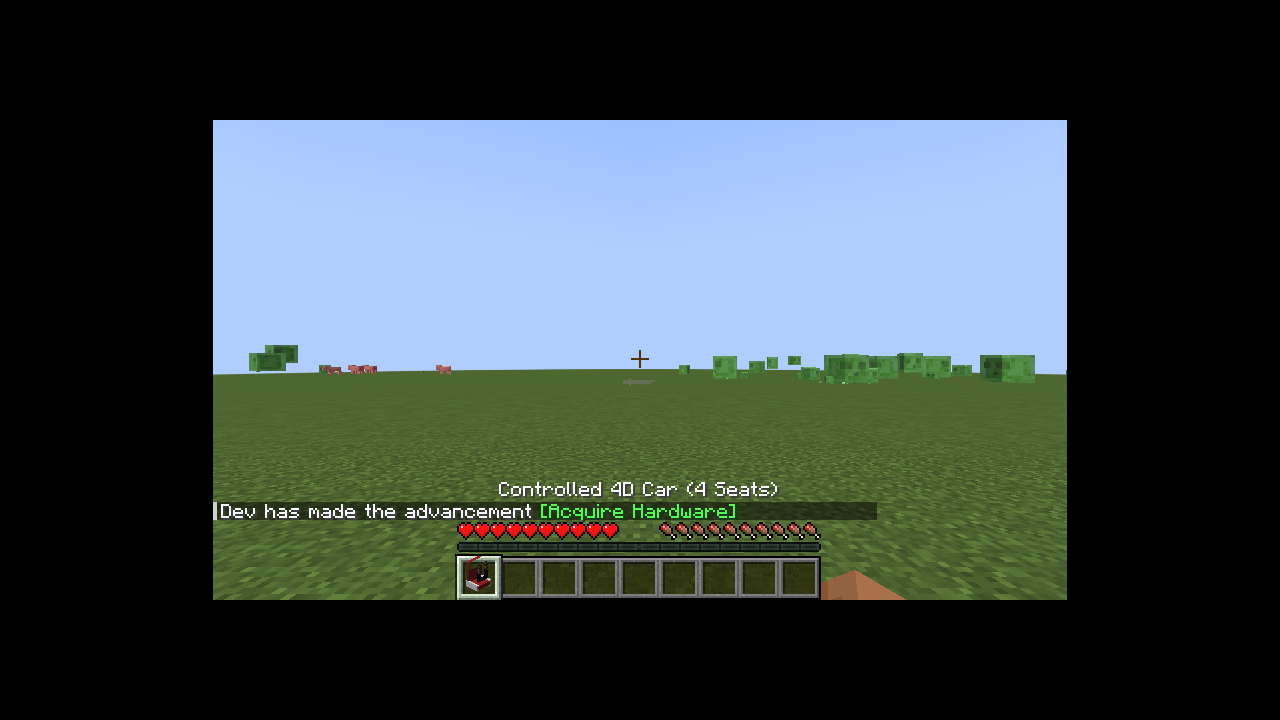 Controlled 4D Car (4 Seats)
Dev has made the advancement [Acquire Hardware]